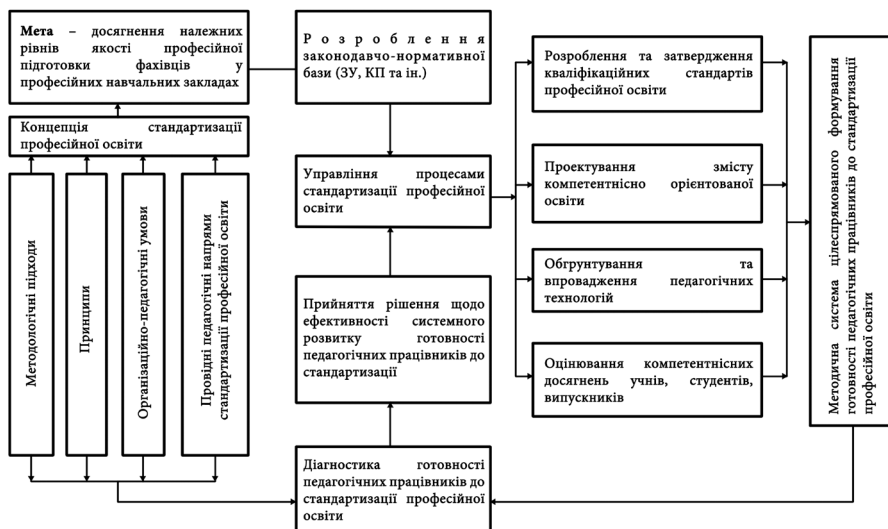 Мета – досягнення належних
рівнів якості професійної
підготовки фахівців у
професійних навчальних закладах
Концепція стандартизації
професійної освіти
Методологічні підходи
Принципи
Організаційно-педагогічні умови
Провідні педагогічні напрями
стандартизації професійної освіти
Розроблення
законодавчо-нормативної
бази (ЗУ, КП та ін.)
Управління процесами
стандартизації професійної
освіти
Прийняття рішення щодо
ефективності системного
розвитку готовності
педагогічних працівників до
стандартизації
Діагностика готовності
педагогічних працівників до
стандартизації професійної
освіти
Розроблення та затвердження
кваліфікаційних стандартів
професійної освіти
Проектування змісту
компетентнісно орієнтованої
освіти
Обгрунтування та
впровадження педагогічних
технологій
Оцінювання компетентнісних
досягнень учнів, студентів,
випускників
Методична система цілеспрямованого формування
готовності педагогічних працівників до стандартизації
професійної освіти